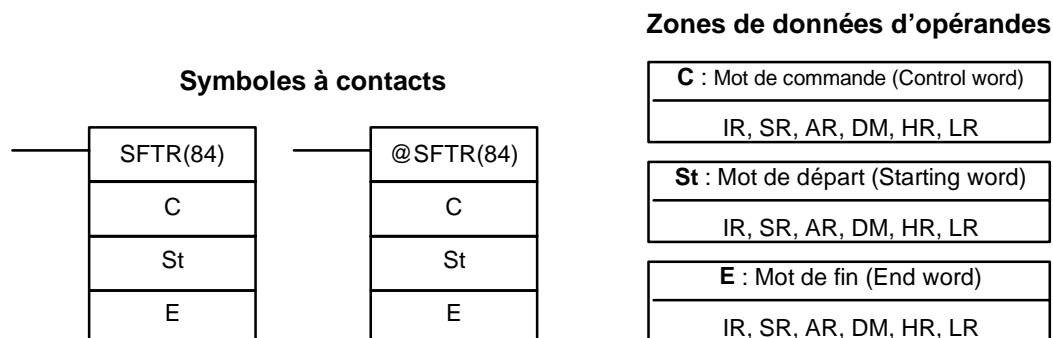 Zones de données d’opérandes
Symboles à contacts
SFTR(84)
C
St
E
@SFTR(84)
C
St
E
C : Mot de commande (Control word)
IR, SR, AR, DM, HR, LR
St : Mot de départ (Starting word)
IR, SR, AR, DM, HR, LR
E : Mot de fin (End word)
IR, SR, AR, DM, HR, LR